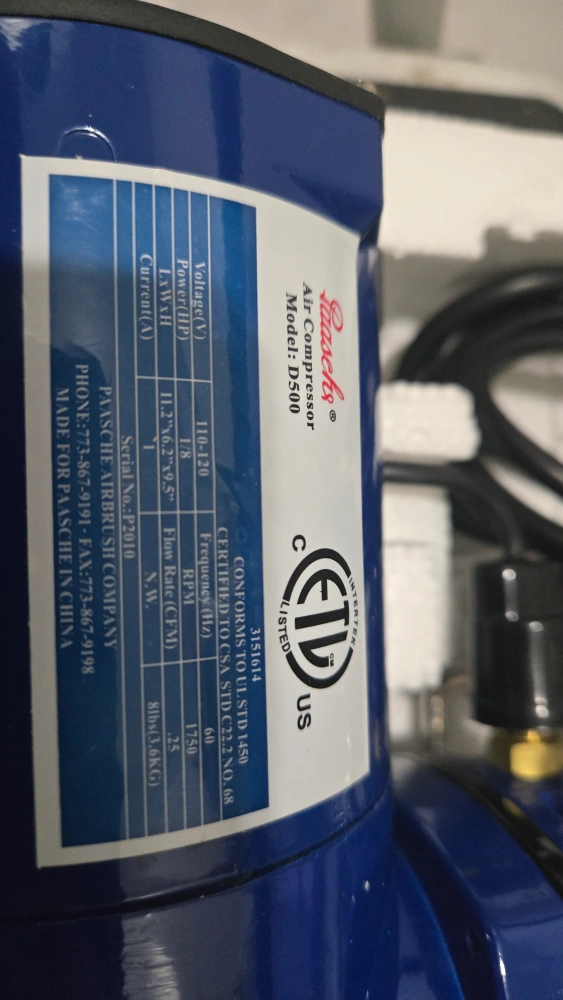 Paasche®
Air Compressor
Model: D500
INTERTEK
ETL CM
LISTED
C US
3151614
CONFORMS TO UL STD 1450
CERTIFIED TO CSA STD C22.2 NO. 68
Voltage(V) 110-120 Frequency(Hz) 60
Power(HP) 1/8 RPM 1750
LxWxH 11.2"x6.2"x9.5" Flow Rate (CFM) .25
Current(A) 1 N.W. 8lbs(3.6KG)
Serial No.:P2010
PAASCHE AIRBRUSH COMPANY
PHONE:773-867-9191 · FAX:773-867-9198
MADE FOR PAASCHE IN CHINA